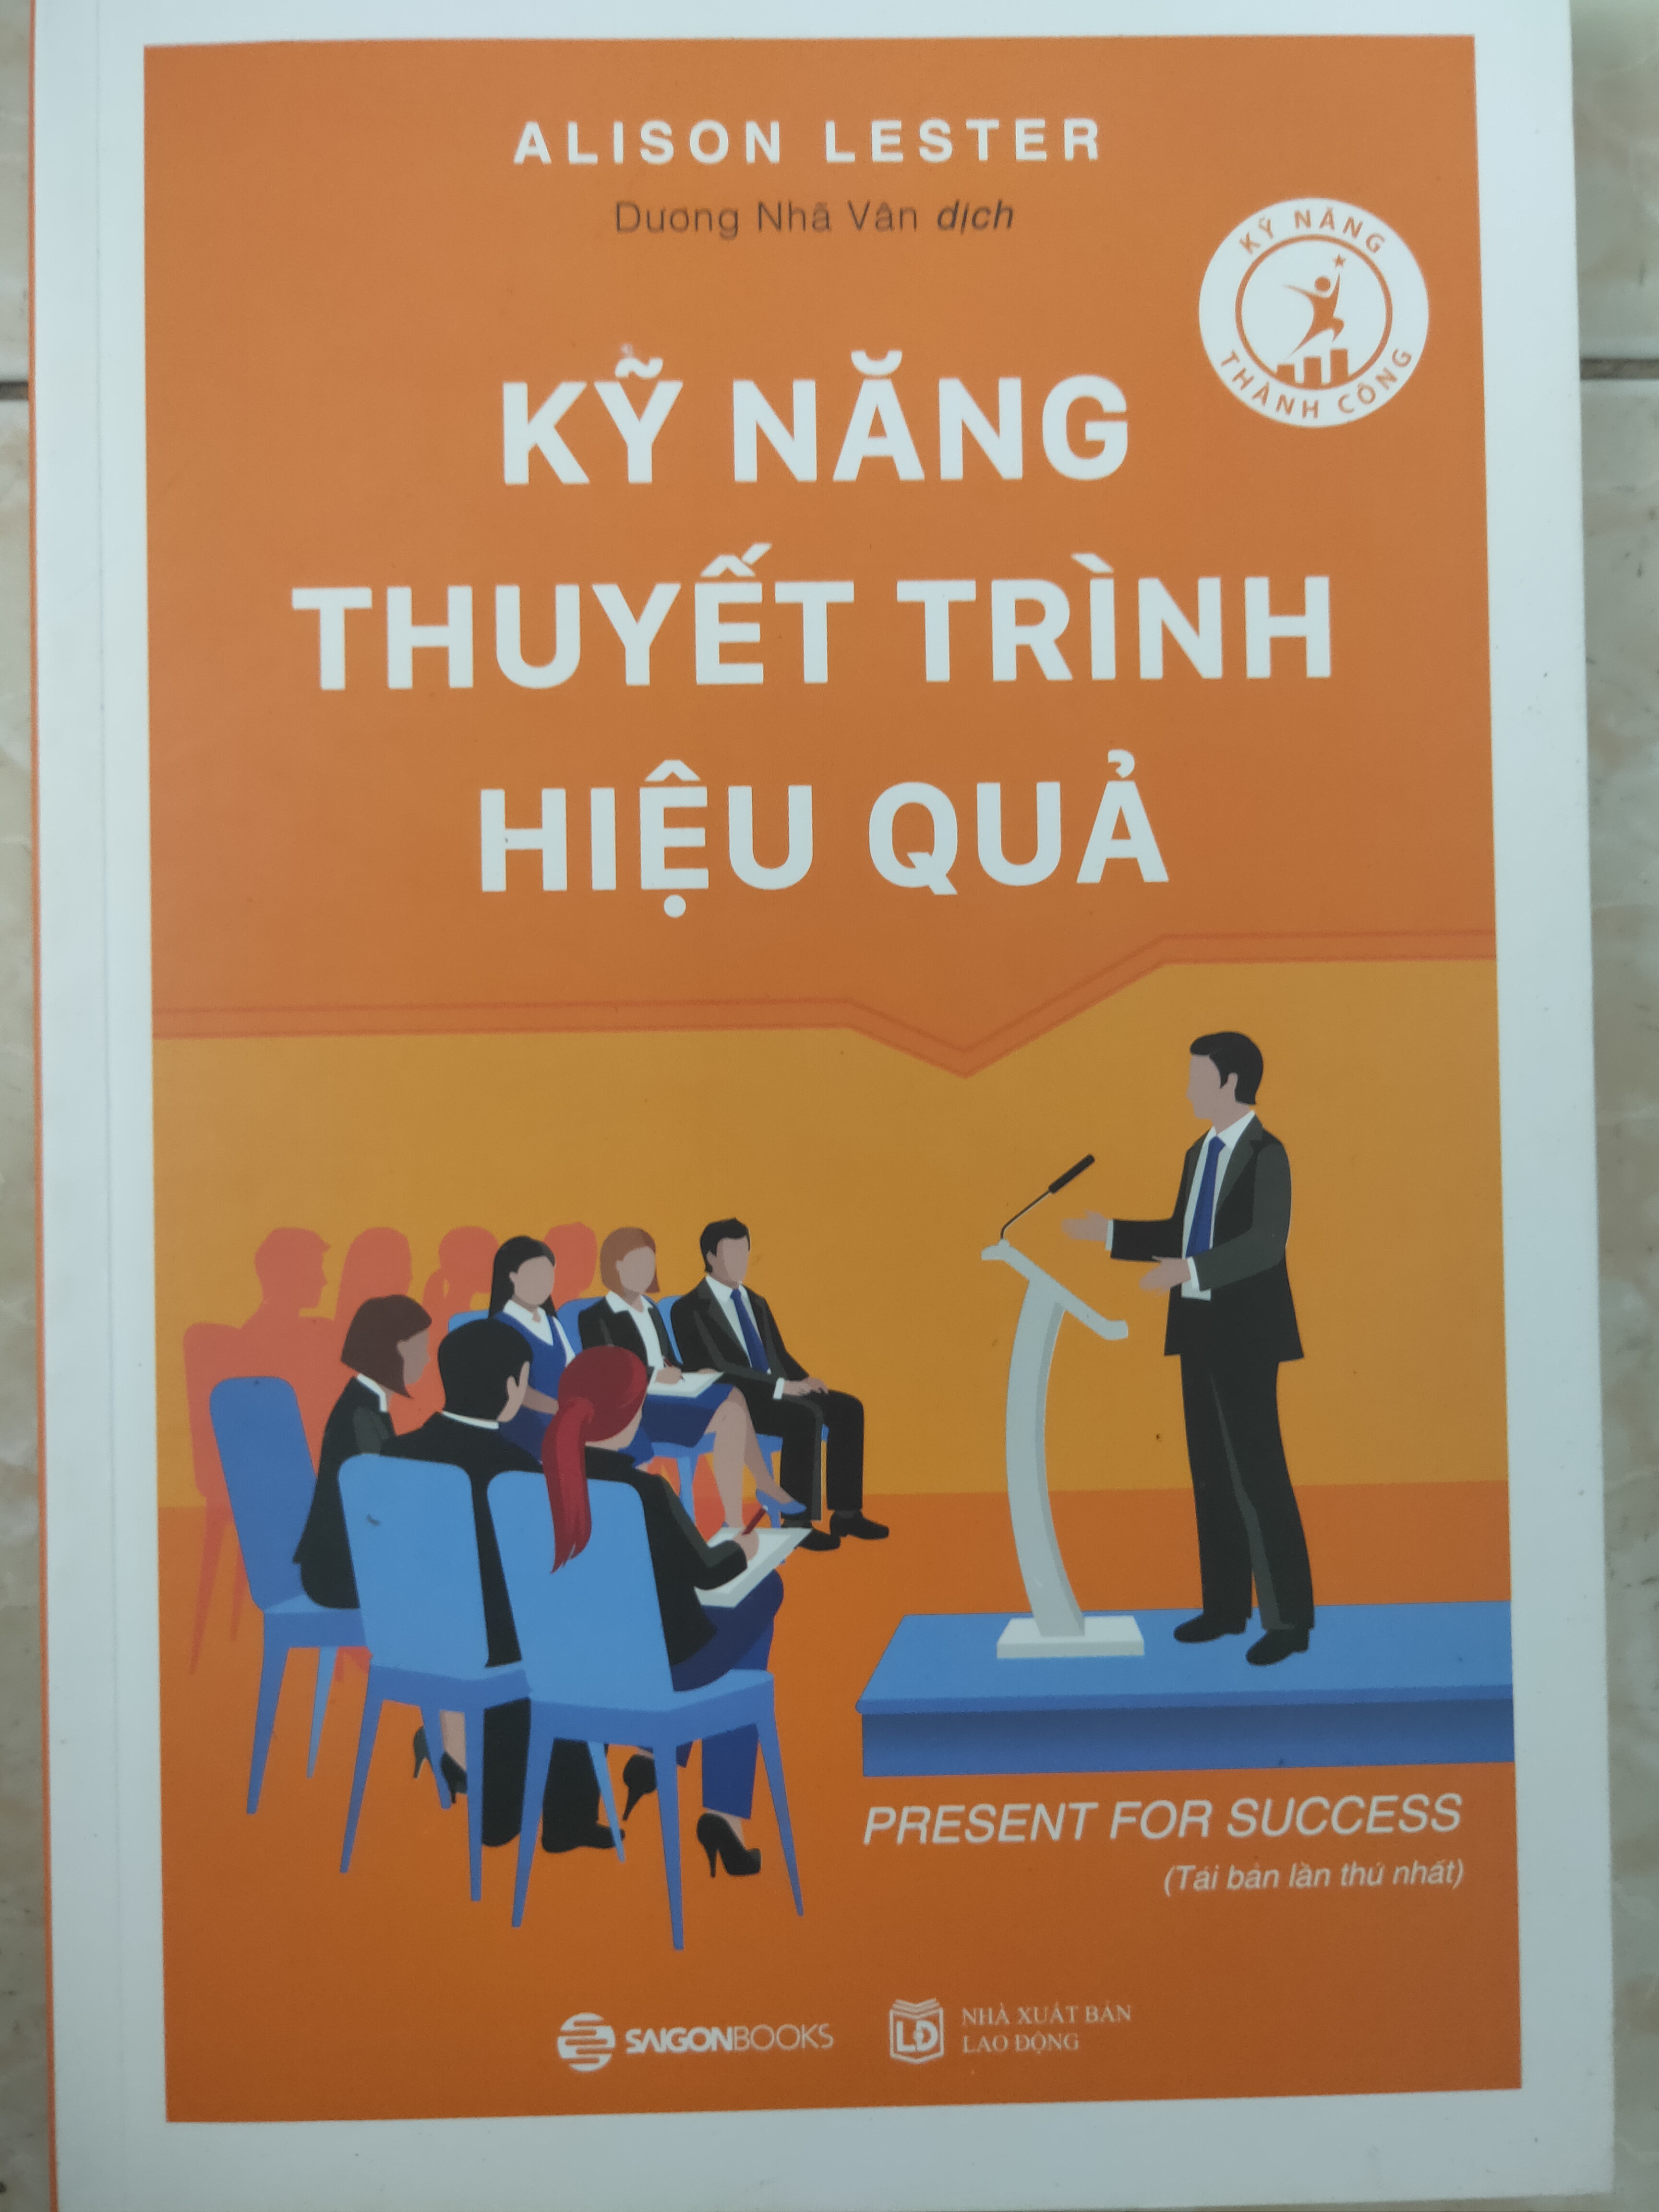 ALISON LESTER
Dương Nhã Vân dịch
KỸ NĂNG
THÀNH CÔNG
KỸ NĂNG
THUYẾT TRÌNH
HIỆU QUẢ
PRESENT FOR SUCCESS
(Tái bản lần thứ nhất)
SAIGONBOOKS
LĐ
NHÀ XUẤT BẢN
LAO ĐỘNG